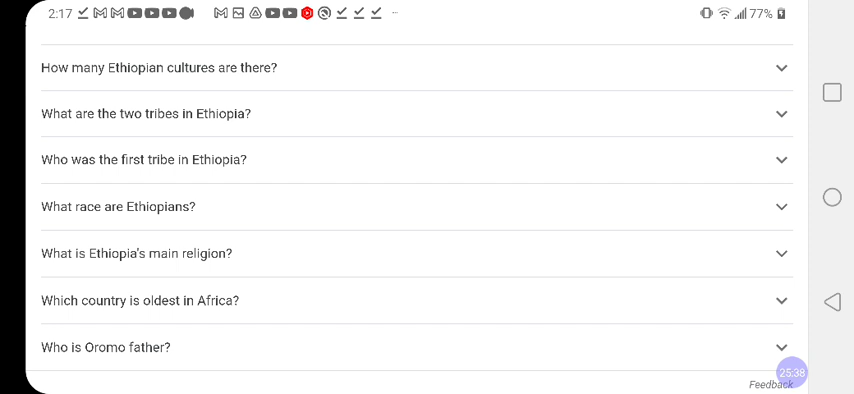 2:17
77%
How many Ethiopian cultures are there?
What are the two tribes in Ethiopia?
Who was the first tribe in Ethiopia?
What race are Ethiopians?
What is Ethiopia's main religion?
Which country is oldest in Africa?
Who is Oromo father?
25:38
Feedback